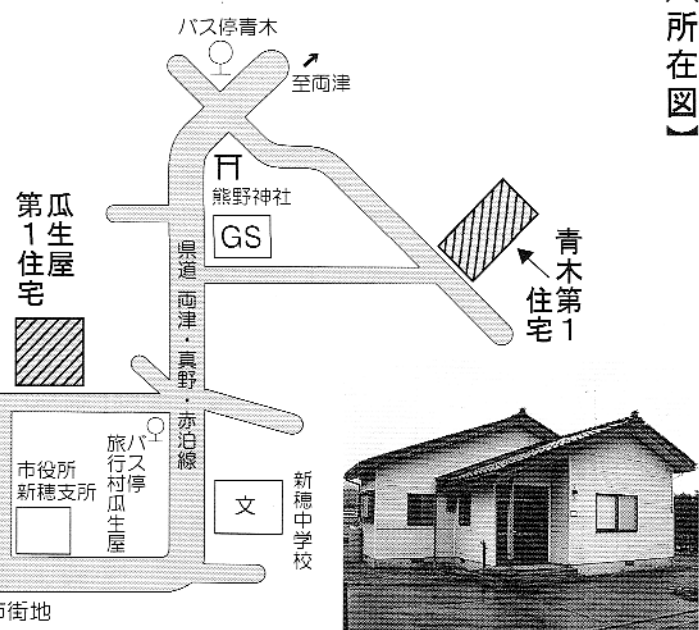 【所在図】
バス停青木
至両津
熊野神社
GS
瓜生屋
第1住宅
県道 両津・真野・赤泊線
青木第1
住宅
バス停
旅行村瓜生屋
市役所
新穂支所
文
新穂中学校
市街地